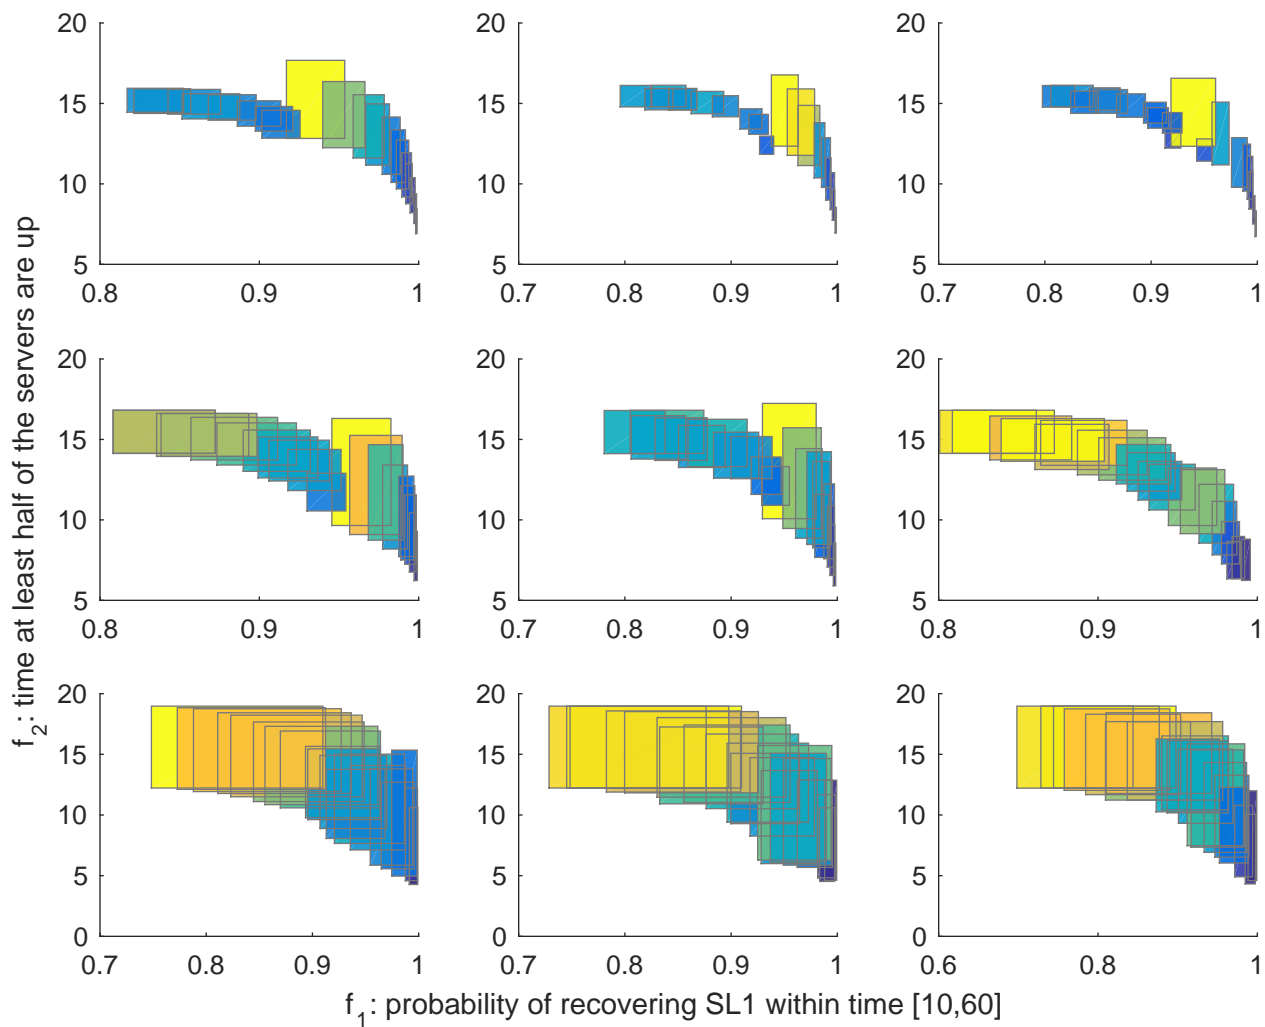 20 20 20
15 15 15
10 10 10
5 5 5
0.8 0.9 1 0.7 0.8 0.9 1 0.7 0.8 0.9 1
f2: time at least half of the servers are up
20 20 20
15 15 15
10 10 10
5 5 5
0.8 0.9 1 0.7 0.8 0.9 1 0.8 0.9 1
20 20 20
15 15 15
10 10 10
5 5 5
0 0 0
0.7 0.8 0.9 1 0.7 0.8 0.9 1 0.6 0.8 1
f1: probability of recovering SL1 within time [10,60]